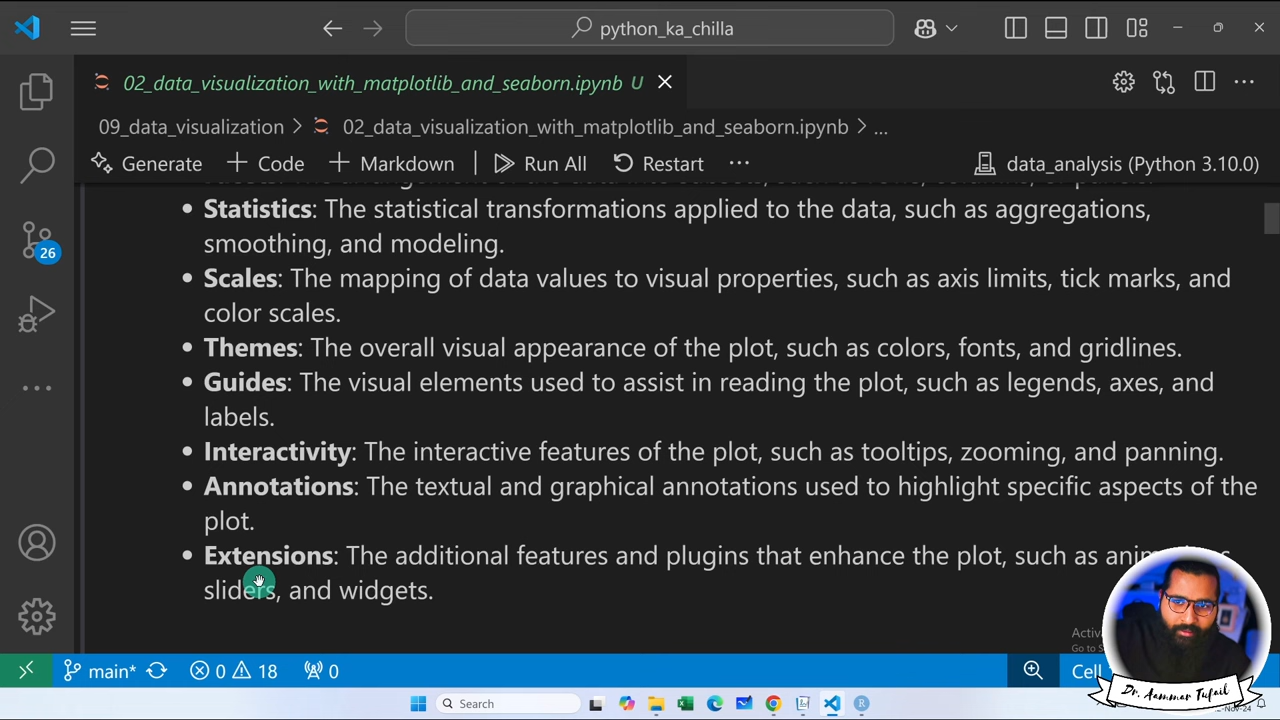 python_ka_chilla
02_data_visualization_with_matplotlib_and_seaborn.ipynb U
09_data_visualization > 02_data_visualization_with_matplotlib_and_seaborn.ipynb > ...
Generate + Code + Markdown Run All Restart ... data_analysis (Python 3.10.0)
• Statistics: The statistical transformations applied to the data, such as aggregations,
smoothing, and modeling.
• Scales: The mapping of data values to visual properties, such as axis limits, tick marks, and
color scales.
• Themes: The overall visual appearance of the plot, such as colors, fonts, and gridlines.
• Guides: The visual elements used to assist in reading the plot, such as legends, axes, and
labels.
• Interactivity: The interactive features of the plot, such as tooltips, zooming, and panning.
• Annotations: The textual and graphical annotations used to highlight specific aspects of the
plot.
• Extensions: The additional features and plugins that enhance the plot, such as
sliders, and widgets.
26
main* 0 18 0
Cell
Search
Dr. Aammar Tufail